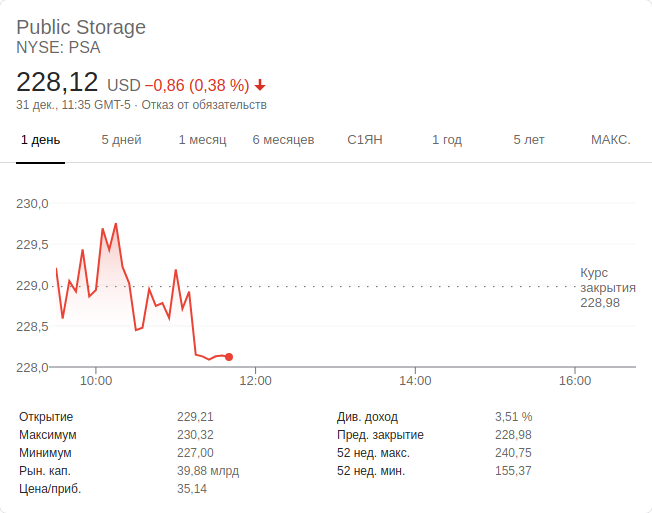 Public Storage
NYSE: PSA
228,12 USD −0,86 (0,38 %)
31 дек., 11:35 GMT-5 · Отказ от обязательств
1 день 5 дней 1 месяц 6 месяцев С1ЯН 1 год 5 лет МАКС.
230,0
229,5
229,0
228,5
228,0
Курс
закрытия
228,98
10:00 12:00 14:00 16:00
Открытие 229,21 Див. доход 3,51 %
Максимум 230,32 Пред. закрытие 228,98
Минимум 227,00 52 нед. макс. 240,75
Рын. кап. 39,88 млрд 52 нед. мин. 155,37
Цена/приб. 35,14